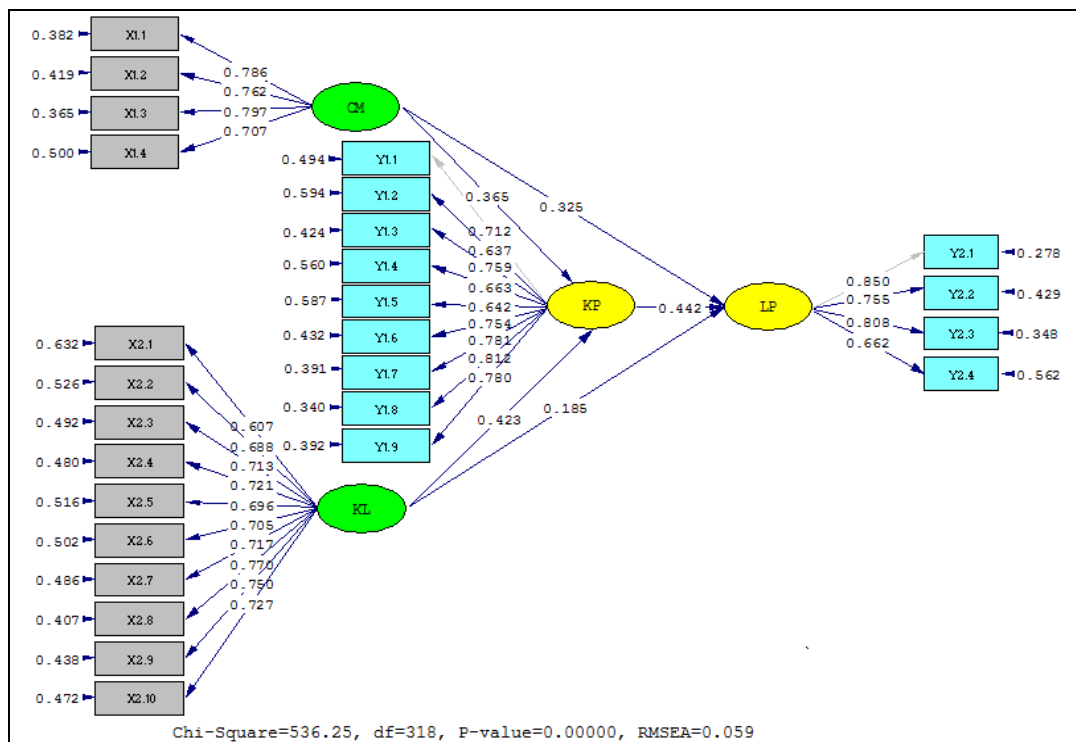 0.382 X1.1
0.419 X1.2
0.365 X1.3
0.500 X1.4
0.786
0.762
0.797
0.707
CM
0.494 Y1.1
0.594 Y1.2
0.424 Y1.3
0.560 Y1.4
0.587 Y1.5
0.432 Y1.6
0.391 Y1.7
0.340 Y1.8
0.392 Y1.9
0.365
0.325
0.712
0.637
0.759
0.663
0.642
0.754
0.781
0.812
0.780
KP
0.442
LP
0.850
0.755
0.808
0.662
Y2.1 0.278
Y2.2 0.429
Y2.3 0.348
Y2.4 0.562
0.632 X2.1
0.526 X2.2
0.492 X2.3
0.480 X2.4
0.516 X2.5
0.502 X2.6
0.486 X2.7
0.407 X2.8
0.438 X2.9
0.472 X2.10
0.607
0.688
0.713
0.721
0.696
0.705
0.717
0.770
0.750
0.727
KL
0.423
0.185
Chi-Square=536.25, df=318, P-value=0.00000, RMSEA=0.059